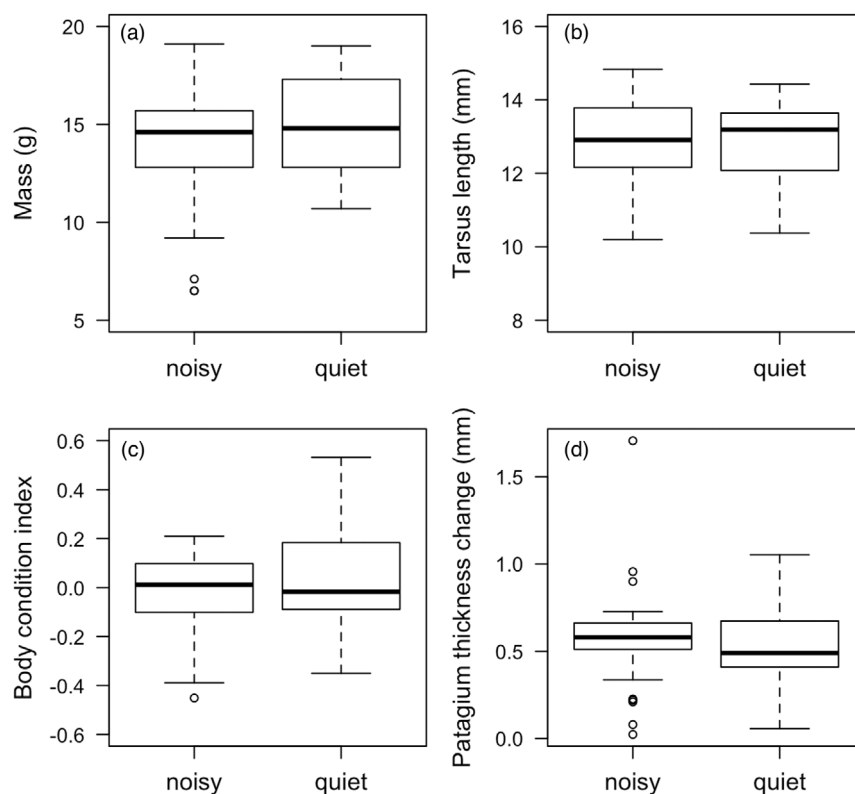 (a)
Mass (g)
20
15
10
5
noisy
quiet
(b)
Tarsus length (mm)
16
14
12
10
8
noisy
quiet
(c)
Body condition index
0.6
0.4
0.2
0.0
-0.2
-0.4
-0.6
noisy
quiet
(d)
Patagium thickness change (mm)
1.5
1.0
0.5
0.0
noisy
quiet